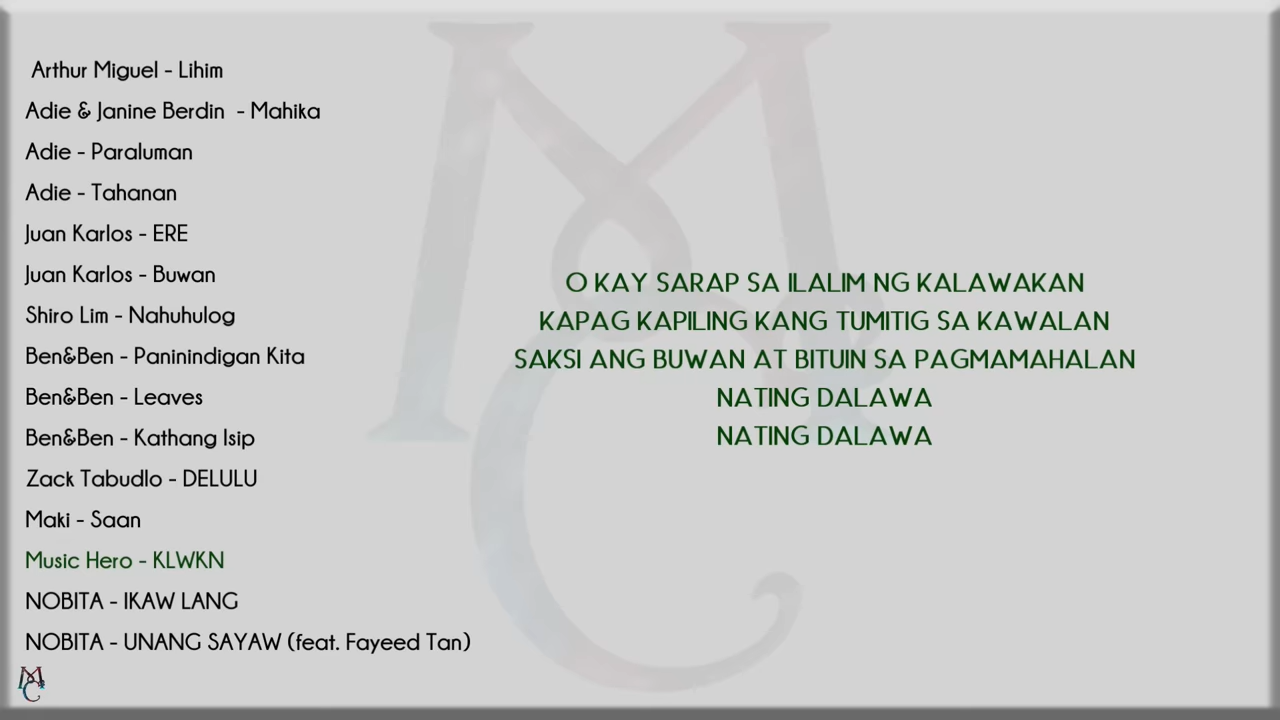 Arthur Miguel - Lihim
Adie & Janine Berdin - Mahika
Adie - Paraluman
Adie - Tahanan
Juan Karlos - ERE
Juan Karlos - Buwan
Shiro Lim - Nahuhulog
Ben&Ben - Paninindigan Kita
Ben&Ben - Leaves
Ben&Ben - Kathang Isip
Zack Tabudlo - DELULU
Maki - Saan
Music Hero - KLWKN
NOBITA - IKAW LANG
NOBITA - UNANG SAYAW (feat. Fayeed Tan)
O KAY SARAP SA ILALIM NG KALAWAKAN
KAPAG KAPILING KANG TUMITIG SA KAWALAN
SAKSI ANG BUWAN AT BITUIN SA PAGMAMAHALAN
NATING DALAWA
NATING DALAWA